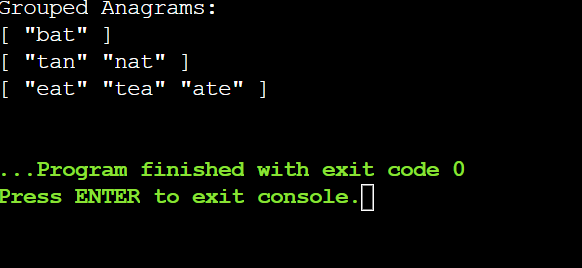 Grouped Anagrams:
[ "bat" ]
[ "tan" "nat" ]
[ "eat" "tea" "ate" ]
...Program finished with exit code 0
Press ENTER to exit console.